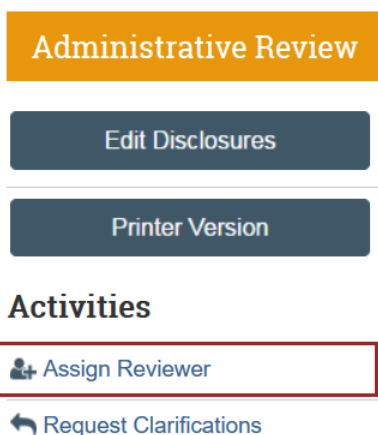 Administrative Review
Edit Disclosures
Printer Version
Activities
Assign Reviewer
Request Clarifications